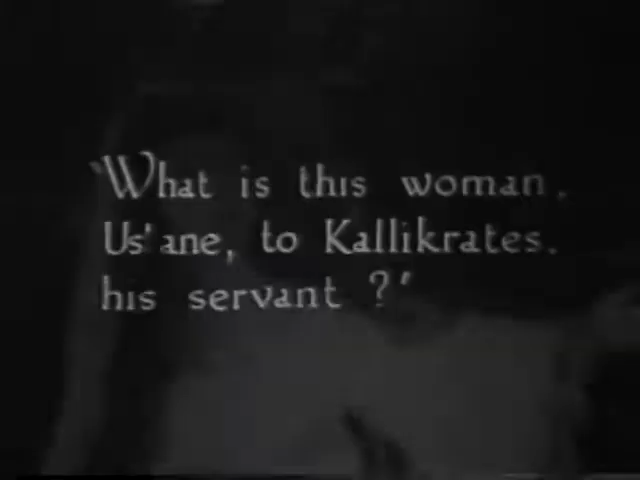 "What is this woman,
Us'ane, to Kallikrates.
his servant ?"